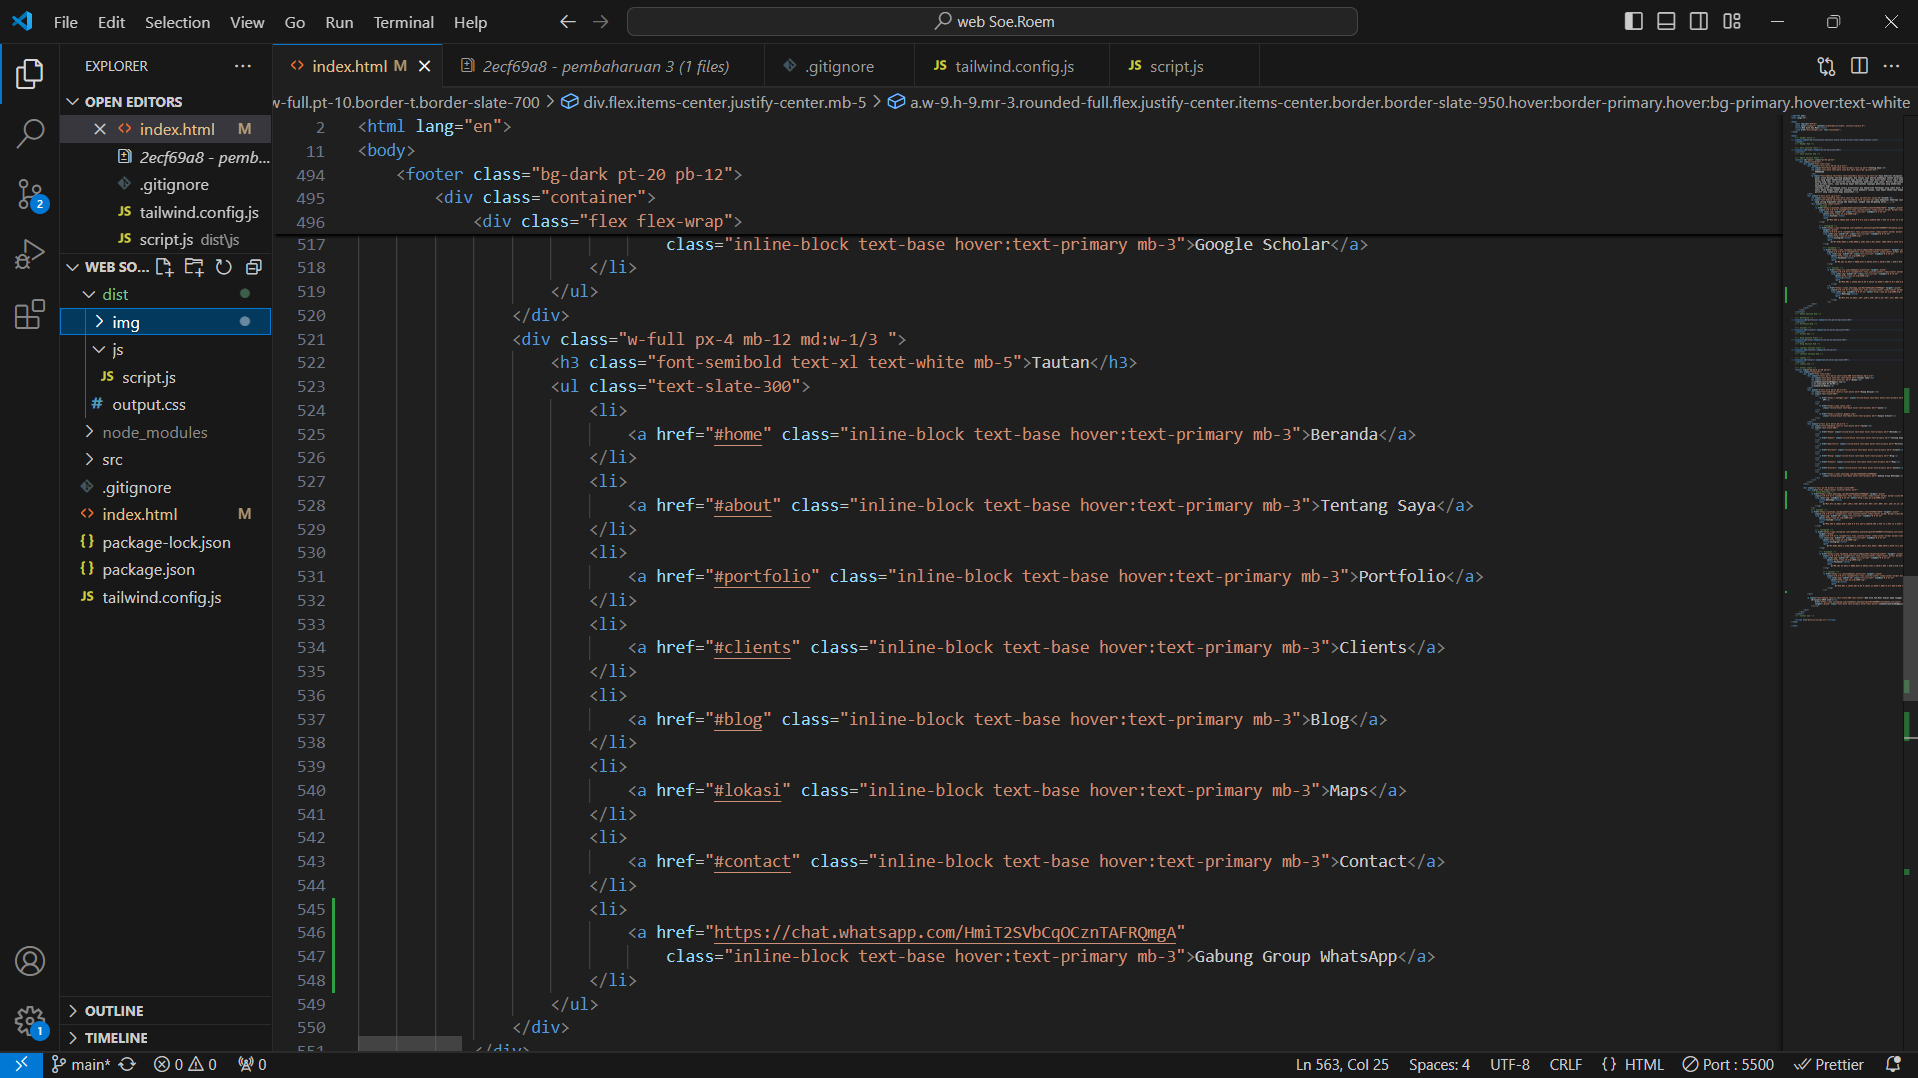 File Edit Selection View Go Run Terminal Help
web Soe.Roem
EXPLORER
index.html M
2ecf69a8 - pembaharuan 3 (1 files)
.gitignore
JS tailwind.config.js
JS script.js
OPEN EDITORS
index.html M
2ecf69a8 - pemb...
.gitignore
JS tailwind.config.js
JS script.js dist\js
WEB SO...
dist
img
js
JS script.js
# output.css
node_modules
src
.gitignore
index.html M
{} package-lock.json
{} package.json
JS tailwind.config.js
OUTLINE
TIMELINE
2
1
w-full.pt-10.border-t.border-slate-700 > div.flex.items-center.justify-center.mb-5 > a.w-9.h-9.mr-3.rounded-full.flex.justify-center.items-center.border.border-slate-950.hover:border-primary.hover:bg-primary.hover:text-white
2 <html lang="en">
11 <body>
494 <footer class="bg-dark pt-20 pb-12">
495 <div class="container">
496 <div class="flex flex-wrap">
517 class="inline-block text-base hover:text-primary mb-3">Google Scholar</a>
518 </li>
519 </ul>
520 </div>
521 <div class="w-full px-4 mb-12 md:w-1/3 ">
522 <h3 class="font-semibold text-xl text-white mb-5">Tautan</h3>
523 <ul class="text-slate-300">
524 <li>
525 <a href="#home" class="inline-block text-base hover:text-primary mb-3">Beranda</a>
526 </li>
527 <li>
528 <a href="#about" class="inline-block text-base hover:text-primary mb-3">Tentang Saya</a>
529 </li>
530 <li>
531 <a href="#portfolio" class="inline-block text-base hover:text-primary mb-3">Portfolio</a>
532 </li>
533 <li>
534 <a href="#clients" class="inline-block text-base hover:text-primary mb-3">Clients</a>
535 </li>
536 <li>
537 <a href="#blog" class="inline-block text-base hover:text-primary mb-3">Blog</a>
538 </li>
539 <li>
540 <a href="#lokasi" class="inline-block text-base hover:text-primary mb-3">Maps</a>
541 </li>
542 <li>
543 <a href="#contact" class="inline-block text-base hover:text-primary mb-3">Contact</a>
544 </li>
545 <li>
546 <a href="https://chat.whatsapp.com/HmiT2SVbCqOCznTAFRQmgA"
547 class="inline-block text-base hover:text-primary mb-3">Gabung Group WhatsApp</a>
548 </li>
549 </ul>
550 </div>
551 </div>
main* 0 0 0
Ln 563, Col 25 Spaces: 4 UTF-8 CRLF {} HTML Port : 5500 Prettier